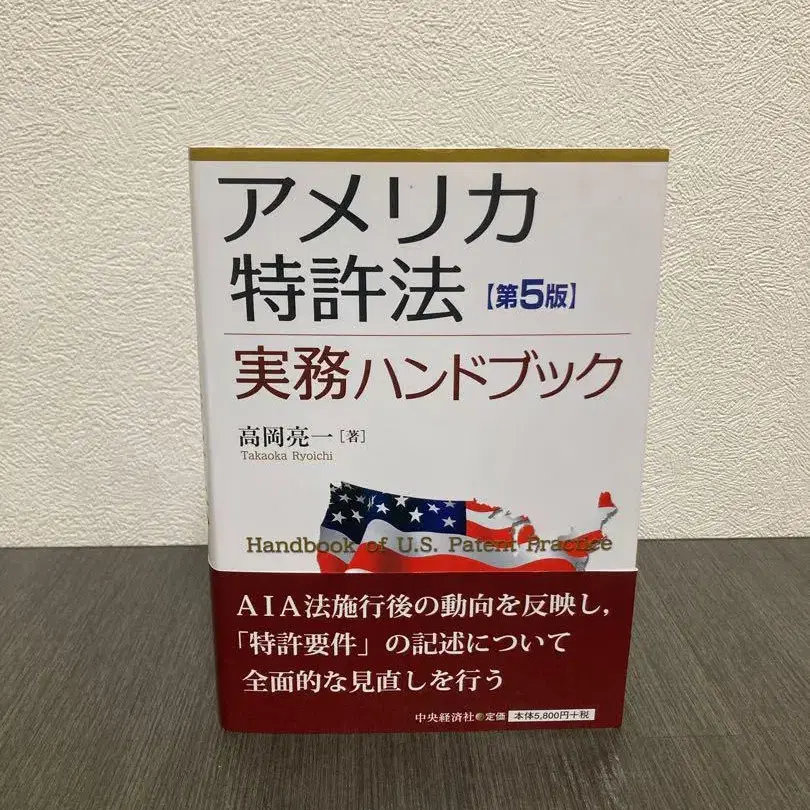 アメリカ
特許法【第5版】
実務ハンドブック
高岡亮一［著］
Takaoka Ryoichi
Handbook of U.S. Patent Practice
AIA法施行後の動向を反映し，
「特許要件」の記述について
全面的な見直しを行う
中央経済社●定価 本体5,800円＋税